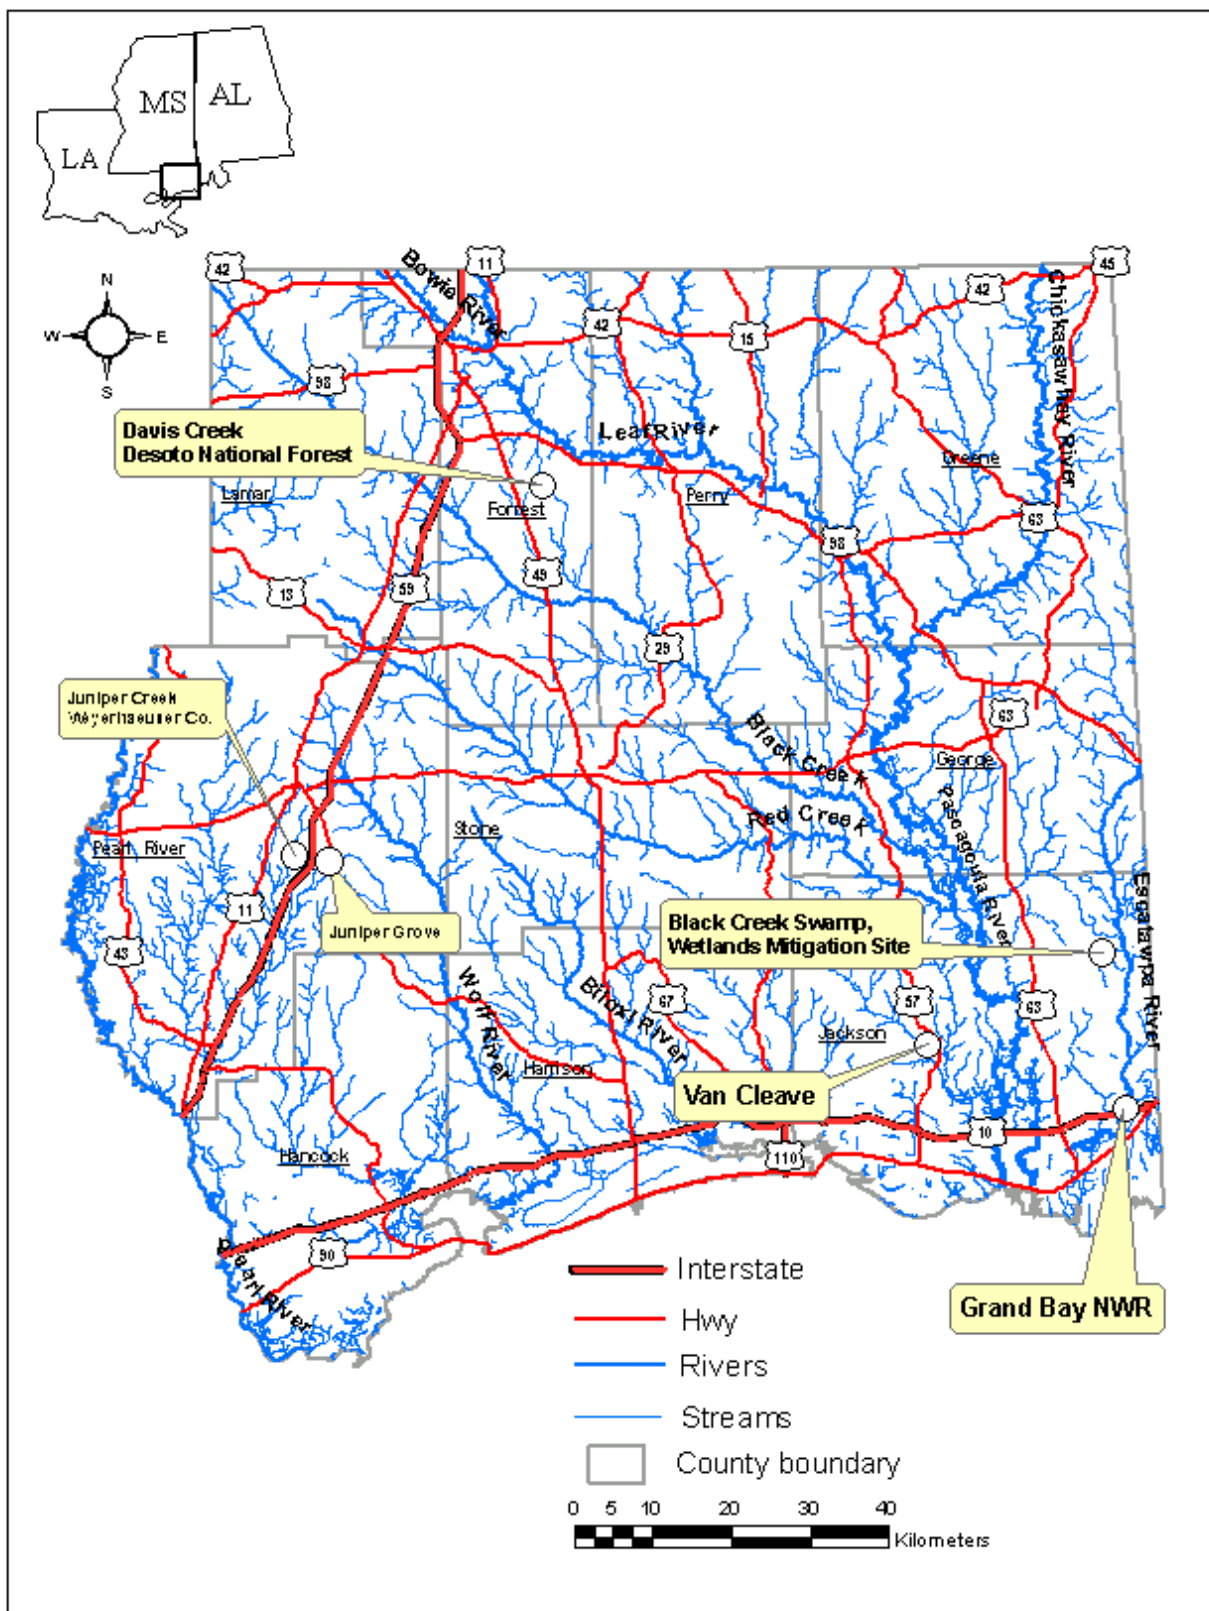 MS
AL
LA
N
W
E
S
42
11
45
Bowie River
42
42
15
98
Chickasawhey River
Davis Creek
Desoto National Forest
Leaf River
Greene
Lamar
Forrest
Perry
63
98
49
59
13
29
Juniper Creek
Weyerhaeuser Co.
63
Black Creek
George
Red Creek
Pascagoula River
Stone
Pearl River
11
Juniper Grove
Black Creek Swamp,
Wetlands Mitigation Site
Escatawpa River
43
Wolf River
Biloxi River
67
57
63
Jackson
Harrison
Van Cleave
10
110
Hancock
90
Pearl River
Grand Bay NWR
Interstate
Hwy
Rivers
Streams
County boundary
0 5 10 20 30 40
Kilometers